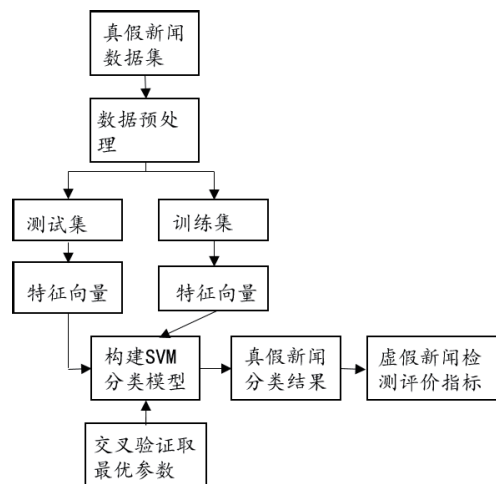 真假新闻
数据集
数据预处
理
测试集
训练集
特征向量
特征向量
构建SVM
分类模型
真假新闻
分类结果
虚假新闻检
测评价指标
交叉验证取
最优参数